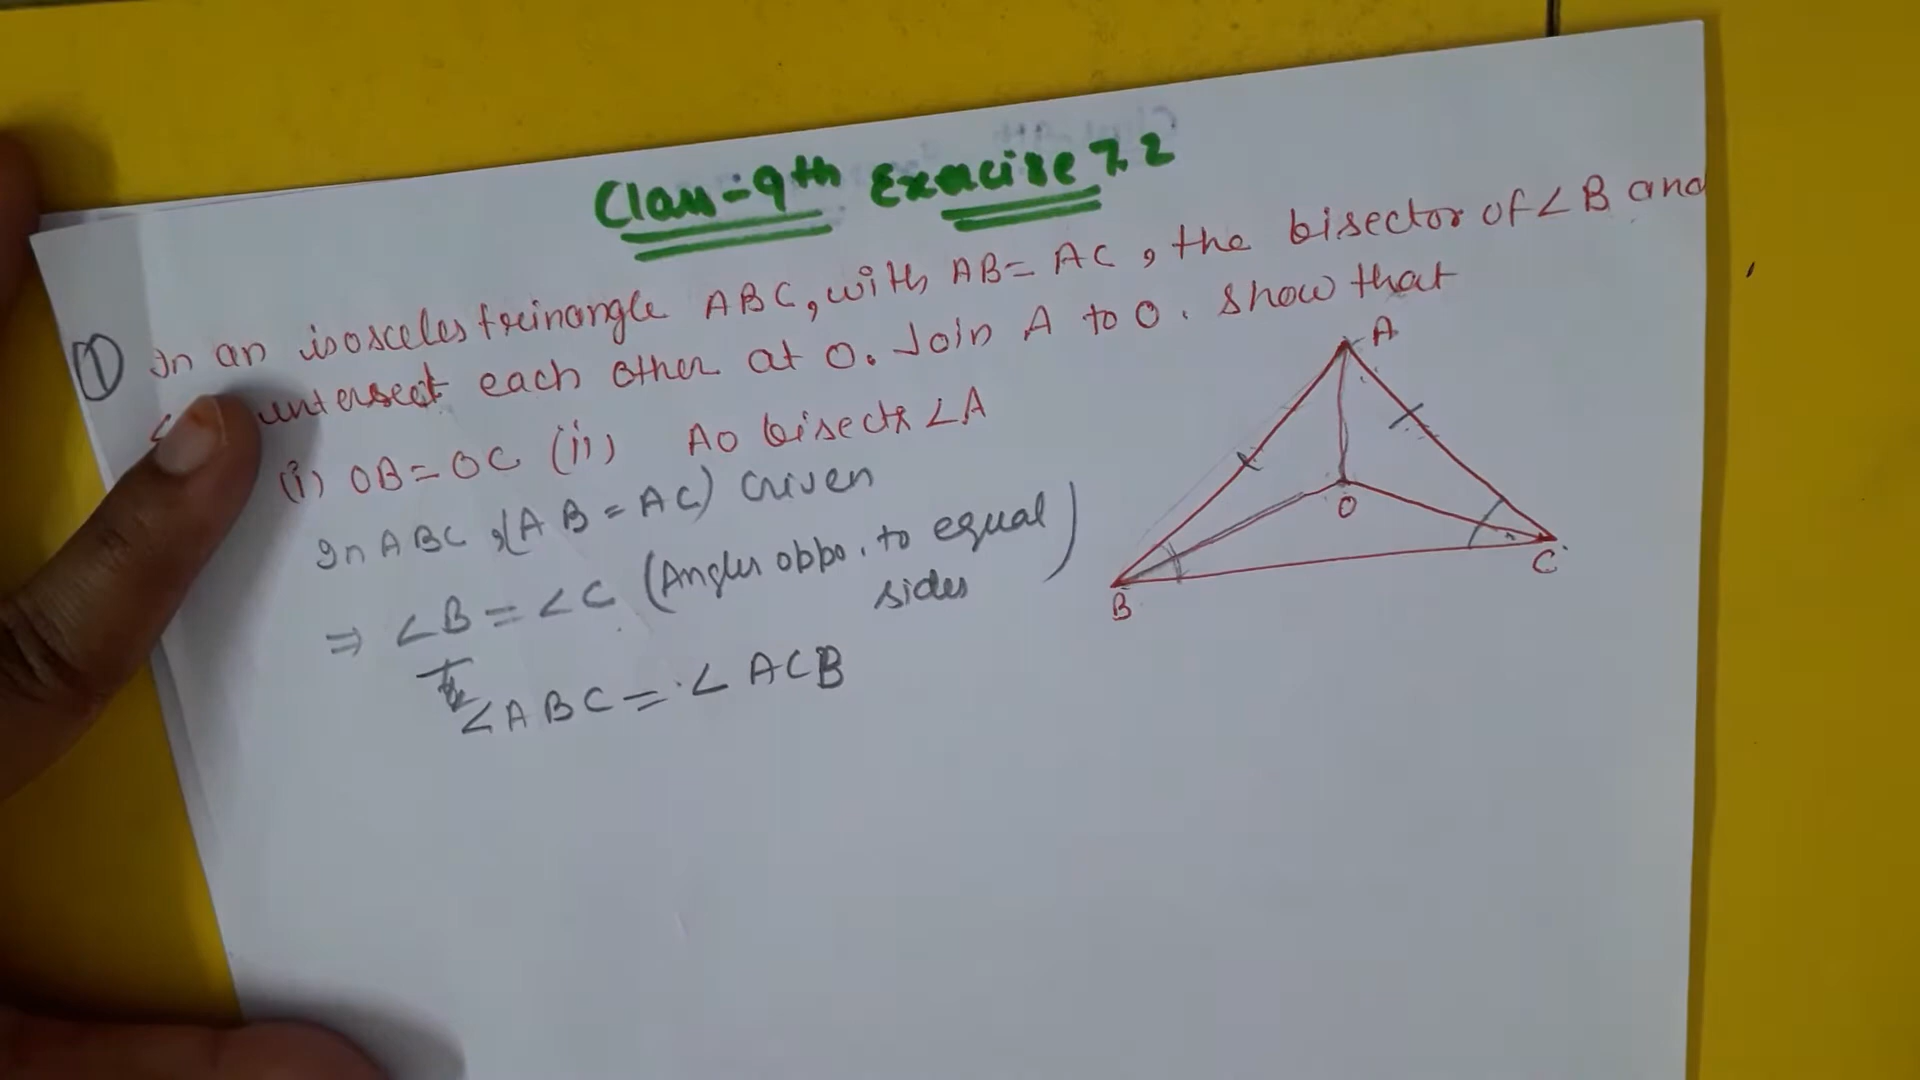 Class-9th Exercise 7.2
① In an isosceles treinangle ABC, with AB = AC, the bisector of ∠B and
intersect each other at O. Join A to O. Show that
(i) OB = OC (ii) AO bisects ∠A
In ABC, (AB = AC) Given
⇒ ∠B = ∠C (Angles oppo. to equal
sides)
∠ABC = ∠ACB
A
O
B
C